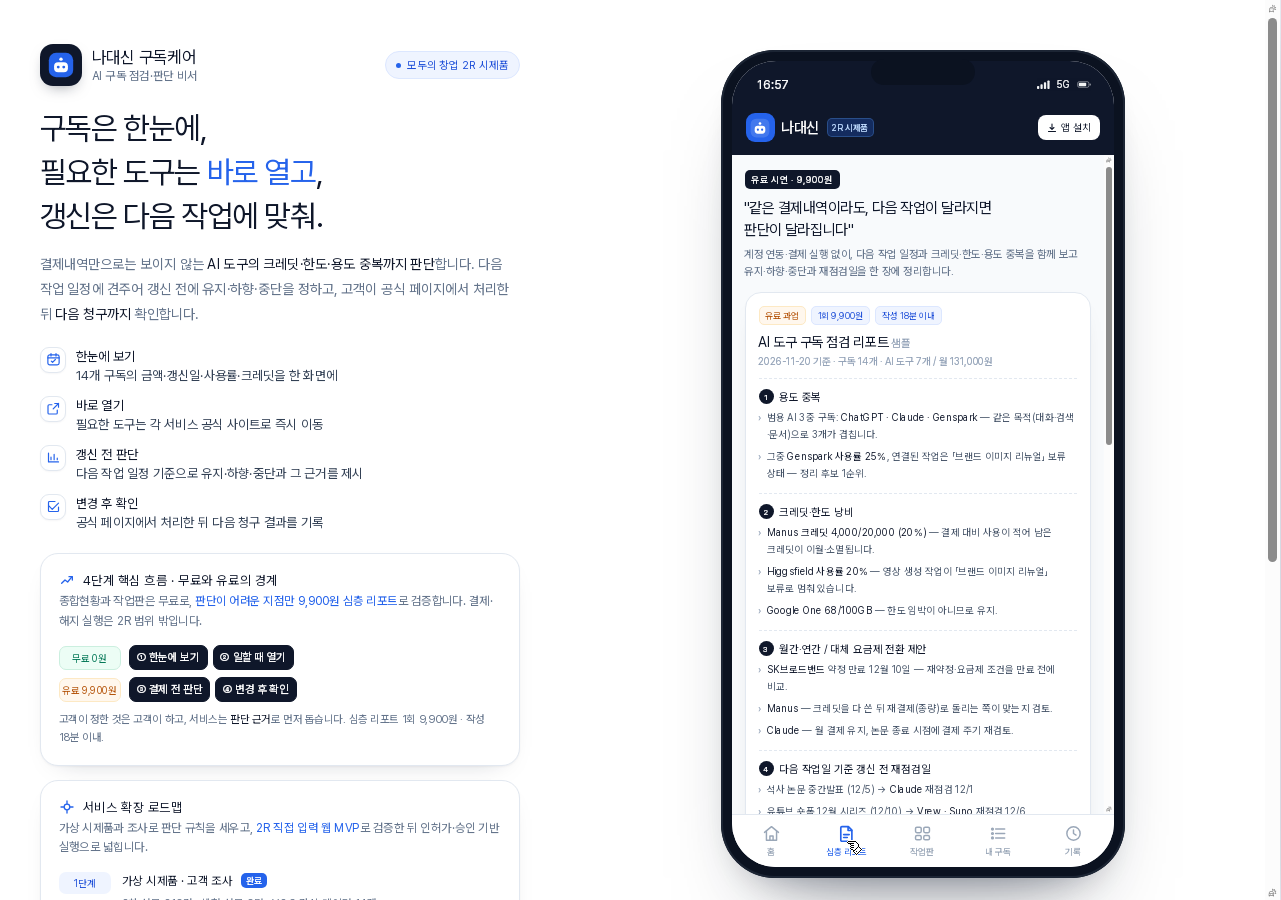 나대신 구독케어
AI 구독 점검·판단 비서
모두의 창업 2R 시제품
구독은 한눈에,
필요한 도구는 바로 열고,
갱신은 다음 작업에 맞춰.
결제내역만으로는 보이지 않는 AI 도구의 크레딧·한도·용도 중복까지 판단합니다. 다음
작업 일정에 견주어 갱신 전에 유지·하향·중단을 정하고, 고객이 공식 페이지에서 처리한
뒤 다음 청구까지 확인합니다.
한눈에 보기
14개 구독의 금액·갱신일·사용률·크레딧을 한 화면에
바로 열기
필요한 도구는 각 서비스 공식 사이트로 즉시 이동
갱신 전 판단
다음 작업 일정 기준으로 유지·하향·중단과 그 근거를 제시
변경 후 확인
공식 페이지에서 처리한 뒤 다음 청구 결과를 기록
4단계 핵심 흐름 · 무료와 유료의 경계
종합현황과 작업판은 무료로, 판단이 어려운 지점만 9,900원 심층 리포트로 검증합니다. 결제·
해지 실행은 2R 범위 밖입니다.
무료 0원
① 한눈에 보기
② 일할 때 열기
유료 9,900원
③ 결제 전 판단
④ 변경 후 확인
고객이 정한 것은 고객이 하고, 서비스는 판단 근거로 먼저 돕습니다. 심층 리포트 1회 9,900원 · 작성
18분 이내.
서비스 확장 로드맵
가상 시제품과 조사로 판단 규칙을 세우고, 2R 직접 입력 웹 MVP로 검증한 뒤 인허가·승인 기반
실행으로 넓힙니다.
1단계
가상 시제품 · 고객 조사
완료
16:57
5G
나대신
2R 시제품
앱 설치
유료 시연 · 9,900원
"같은 결제내역이라도, 다음 작업이 달라지면
판단이 달라집니다"
계정 연동·결제 실행 없이, 다음 작업 일정과 크레딧·한도·용도 중복을 함께 보고
유지·하향·중단과 재점검일을 한 장에 정리합니다.
유료 과업
1회 9,900원
작성 18분 이내
AI 도구 구독 점검 리포트 샘플
2026-11-20 기준 · 구독 14개 · AI 도구 7개 / 월 131,000원
1 용도 중복
› 범용 AI 3중 구독: ChatGPT · Claude · Genspark — 같은 목적(대화·검색
·문서)으로 3개가 겹칩니다.
› 그중 Genspark 사용률 25%, 연결된 작업은 「브랜드 이미지 리뉴얼」 보류
상태 — 정리 후보 1순위.
2 크레딧·한도 낭비
› Manus 크레딧 4,000/20,000 (20%) — 결제 대비 사용이 적어 남은
크레딧이 이월·소멸됩니다.
› Higgsfield 사용률 20% — 영상 생성 작업이 「브랜드 이미지 리뉴얼」
보류로 멈춰있습니다.
› Google One 68/100GB — 한도 임박이 아니므로 유지.
3 월간·연간 / 대체 요금제 전환 제안
› SK브로드밴드 약정 만료 12월 10일 — 재약정·요금제 조건을 만료 전에
비교.
› Manus — 크레딧을 다 쓴 뒤 재결제(종량)로 돌리는 쪽이 맞는지 검토.
› Claude — 월 결제 유지, 논문 종료 시점에 결제 주기 재검토.
4 다음 작업일 기준 갱신 전 재점검일
› 석사 논문 중간발표 (12/5) → Claude 재점검 12/1
› 유튜브 숏폼 12월 시리즈 (12/10) → Vrew · Suno 재점검 12/6
홈
심층 리포트
작업판
내 구독
기록